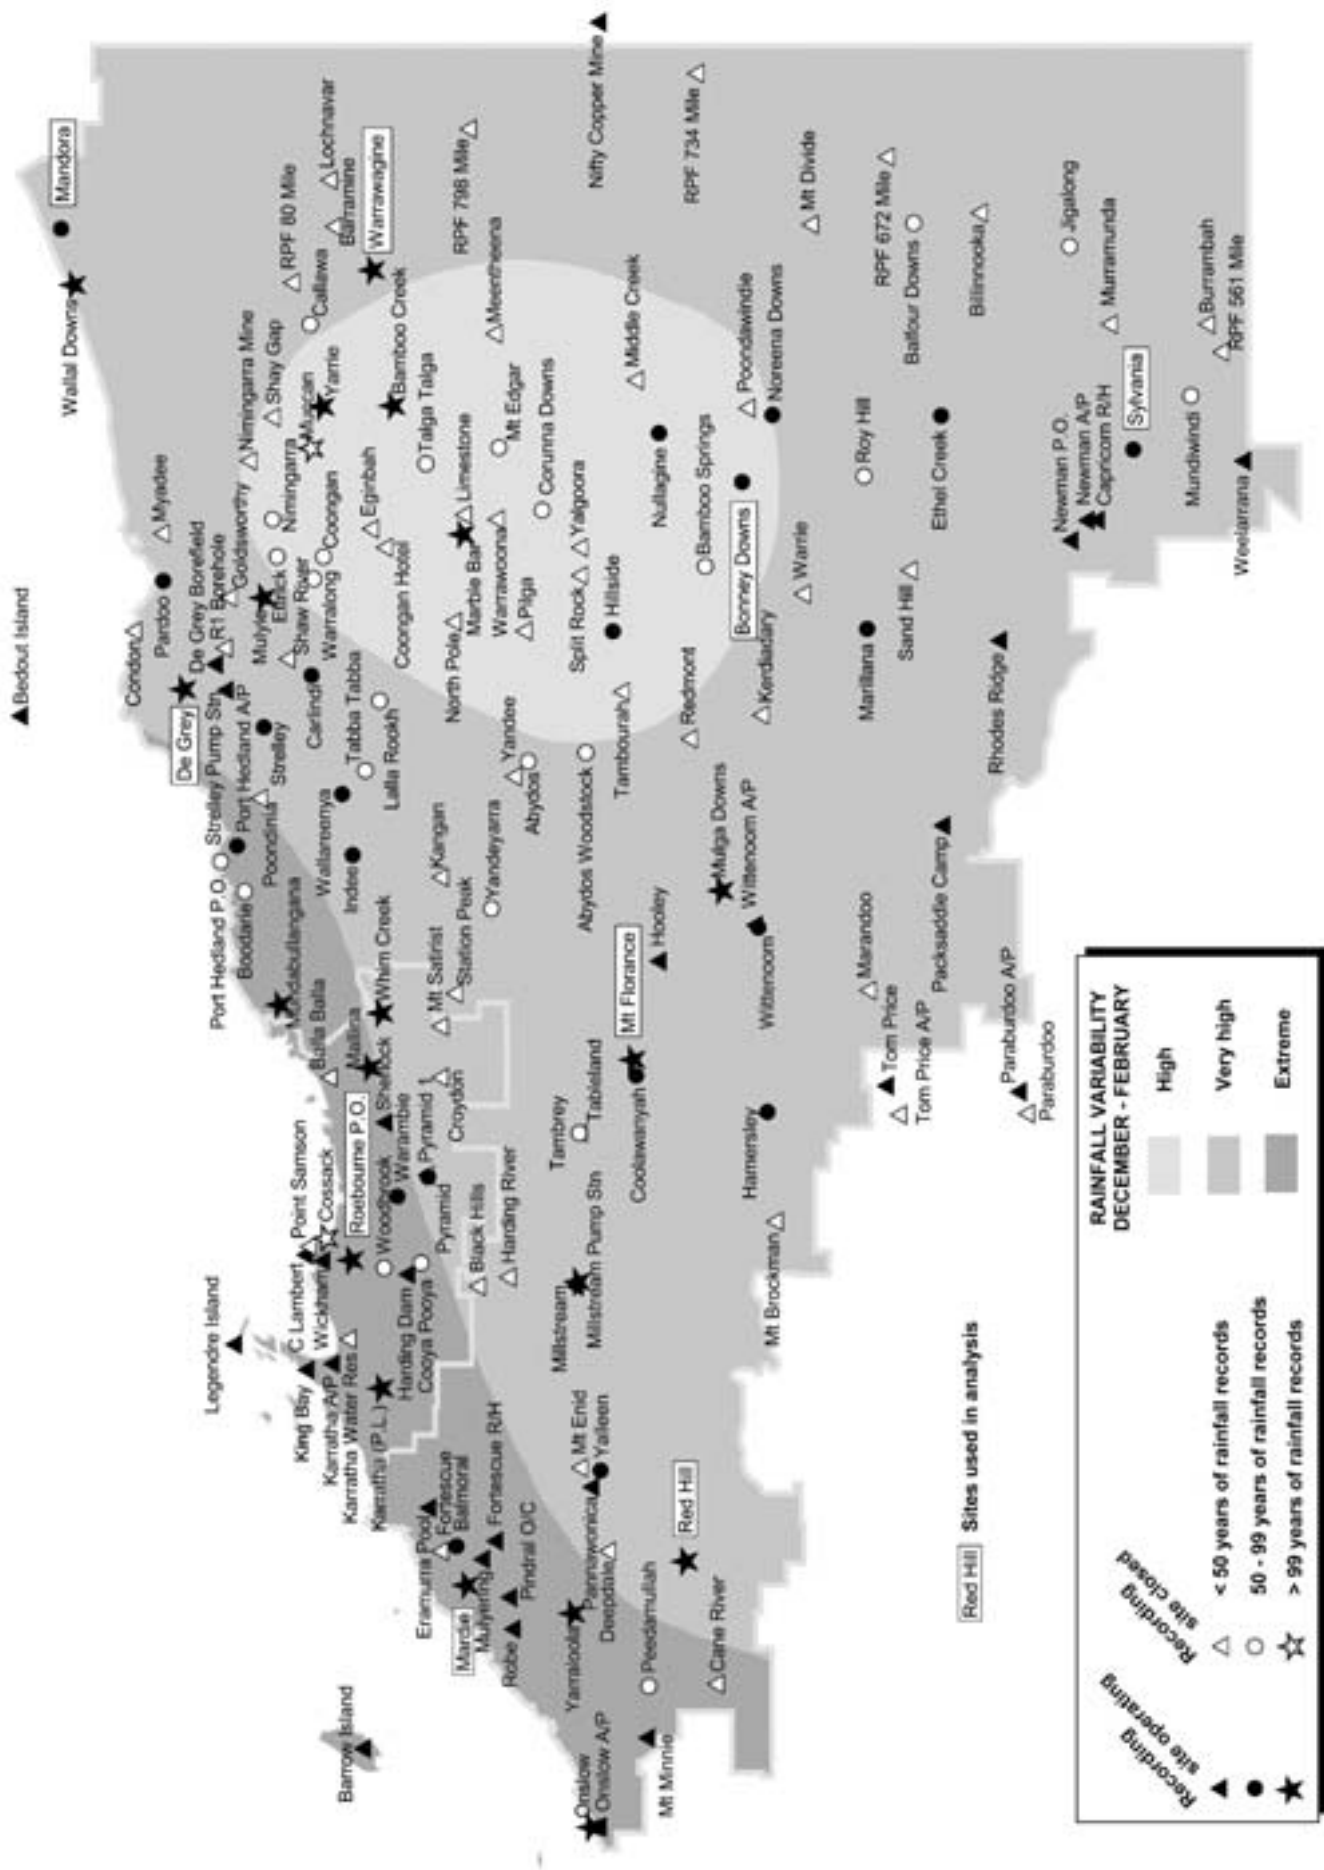 Bedout Island
Mandora
Wallal Downs
Condon
Pardoo
Myadee
De Grey
De Grey Borefield
R1 Borehole
Goldsworthy
Nimingarra Mine
Shay Gap
RPF 80 Mile
Lochnavar
Barramine
Callawa
Warrawagine
Port Hedland P.O.
Strelley Pump Stn
Port Hedland A/P
Boodarie
Poondinia
Strelley
Mulyie
Ettrick
Nimingarra
Muscan
Yarrie
Shaw River
Carlindi
Warralong
Coongan
Bamboo Creek
Mundabullangana
Wallareenya
Indee
Tabba Tabba
Lalla Rookh
Eginbah
Coongan Hotel
Talga Talga
RPF 798 Mile
Meentheena
Legendre Island
C Lambert
Point Samson
Wickham
Cossack
Roebourne P.O.
Balla Balla
Mallina
Sherlock
Whim Creek
Mt Satirist
Station Peak
Kangan
Yandeyarra
Yandee
Abydos
North Pole
Marble Bar
Limestone
Warrawoona
Mt Edgar
Corunna Downs
Pilga
Split Rock
Yalgoora
King Bay
Karratha A/P
Karratha Water Res
Karratha (P.L.)
Woodbrook
Warambie
Pyramid
Croydon
Harding Dam
Cooya Pooya
Pyramid
Black Hills
Harding River
Abydos Woodstock
Tambourah
Hillside
Nullagine
Middle Creek
Nifty Copper Mine
RPF 734 Mile
Barrow Island
Eramurra Pool
Fortescue
Balmoral
Fortescue R/H
Mardie
Mulyering
Pindral O/C
Robe
Tambrey
Tableland
Millstream
Millstream Pump Stn
Coolawanyah
Mt Florance
Hooley
Redmont
Bamboo Springs
Poondawindie
Noreena Downs
Mt Divide
Bonney Downs
Kerdiadary
Warrie
Mulga Downs
Wittenoom A/P
Wittenoom
Hamersley
Mt Brockman
Mt Enid
Yalleen
Pannawonica
Yarraloola
Deepdale
Peedamullah
Red Hill
Cane River
Onslow
Onslow A/P
Mt Minnie
Marandoo
Tom Price
Tom Price A/P
Marillana
Roy Hill
RPF 672 Mile
Balfour Downs
Sand Hill
Ethel Creek
Billinnooka
Packsaddle Camp
Rhodes Ridge
Paraburdoo A/P
Paraburdoo
Jigalong
Newman P.O.
Newman A/P
Capricorn R/H
Murramunda
Sylvania
Mundiwindi
Burrambah
RPF 561 Mile
Weelarrana
Red Hill Sites used in analysis
Recording
site operating
Recording
site closed
< 50 years of rainfall records
50 - 99 years of rainfall records
> 99 years of rainfall records
RAINFALL VARIABILITY
DECEMBER - FEBRUARY
High
Very high
Extreme